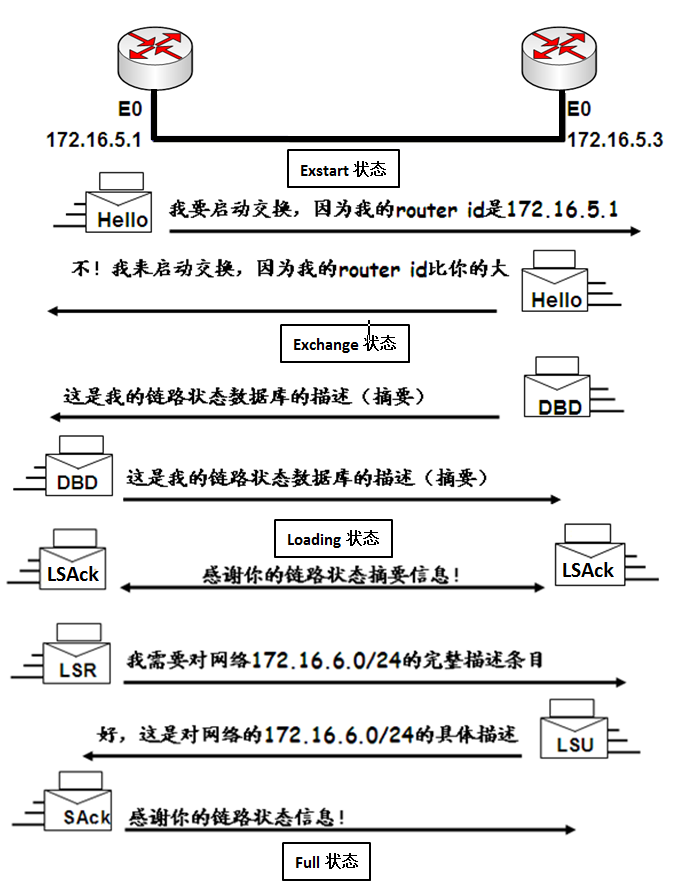 E0
E0
172.16.5.1
172.16.5.3
Exstart 状态
Hello
我要启动交换，因为我的router id是172.16.5.1
不！我来启动交换，因为我的router id比你的大
Hello
Exchange 状态
这是我的链路状态数据库的描述（摘要）
DBD
DBD
这是我的链路状态数据库的描述（摘要）
Loading 状态
LSAck
感谢你的链路状态摘要信息！
LSAck
LSR
我需要对网络172.16.6.0/24的完整描述条目
好，这是对网络的172.16.6.0/24的具体描述
LSU
SAck
感谢你的链路状态信息！
Full 状态